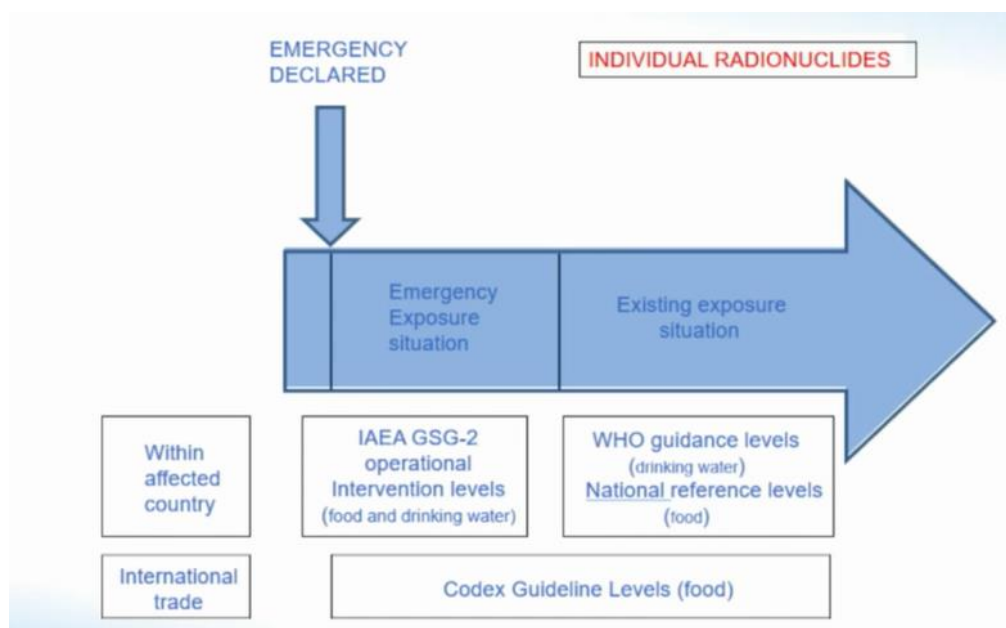 EMERGENCY
DECLARED
INDIVIDUAL RADIONUCLIDES
Emergency
Exposure
situation
Existing exposure
situation
Within
affected
country
IAEA GSG-2
operational
Intervention levels
(food and drinking water)
WHO guidance levels
(drinking water)
National reference levels
(food)
International
trade
Codex Guideline Levels (food)